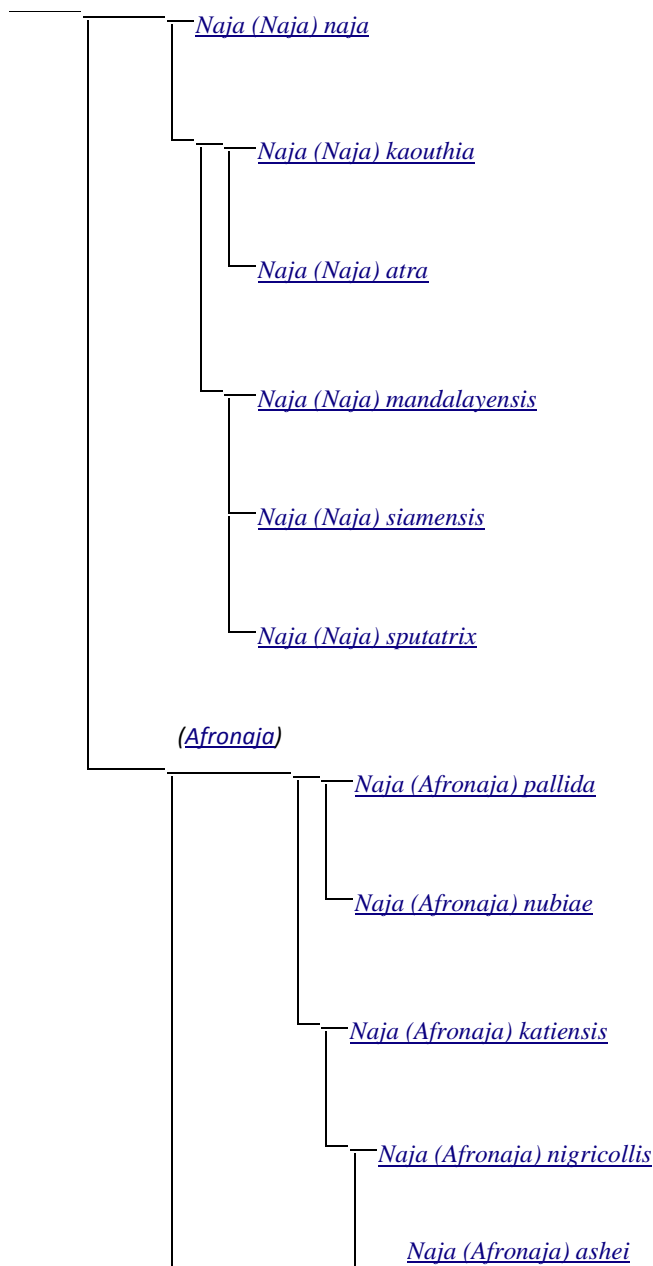 Naja (Naja) naja
Naja (Naja) kaouthia
Naja (Naja) atra
Naja (Naja) mandalayensis
Naja (Naja) siamensis
Naja (Naja) sputatrix
(Afronaja)
Naja (Afronaja) pallida
Naja (Afronaja) nubiae
Naja (Afronaja) katiensis
Naja (Afronaja) nigricollis
Naja (Afronaja) ashei